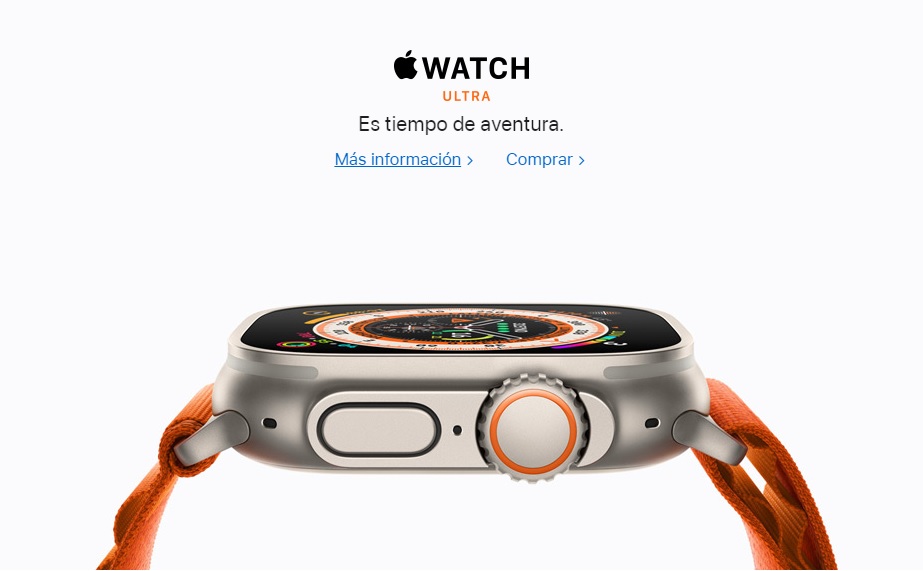 WATCH
ULTRA
Es tiempo de aventura.
Más información >
Comprar >